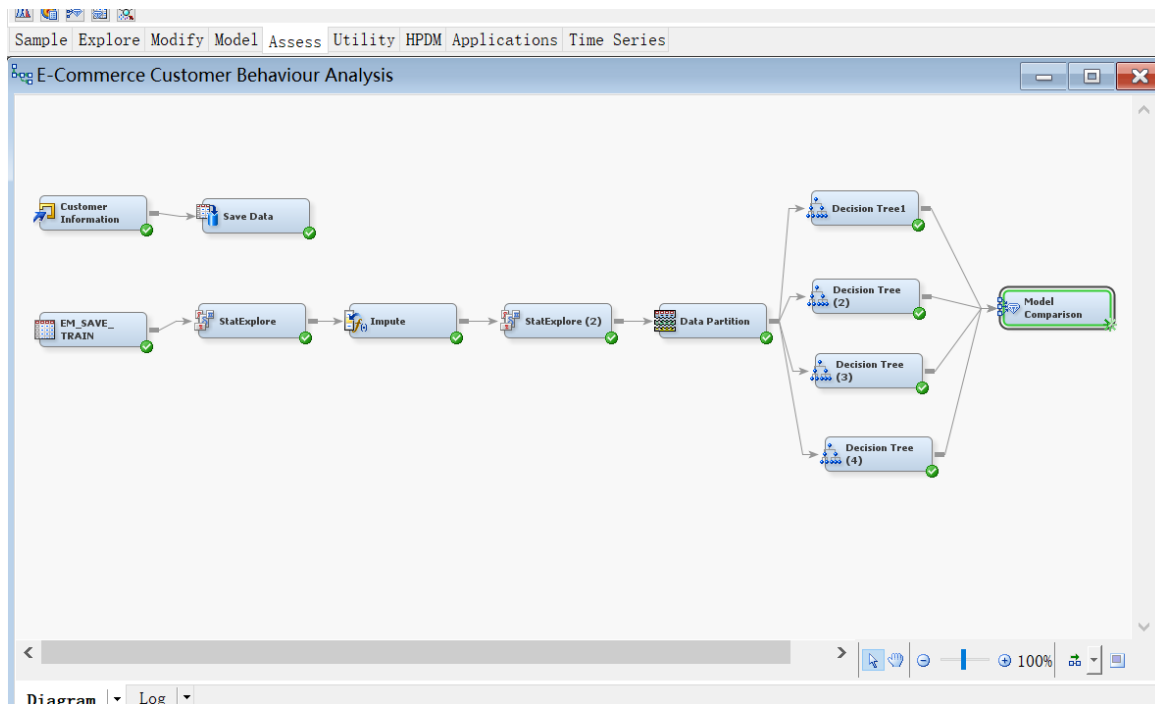 Sample Explore Modify Model Assess Utility HPDM Applications Time Series
E-Commerce Customer Behaviour Analysis
Customer
Information
Save Data
EM_SAVE_
TRAIN
StatExplore
Impute
StatExplore (2)
Data Partition
Decision Tree1
Decision Tree
(2)
Decision Tree
(3)
Decision Tree
(4)
Model
Comparison
100%
Diagram Log